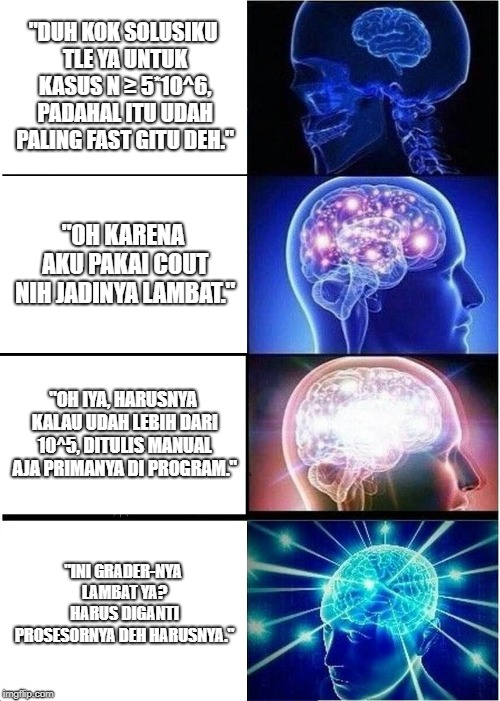 "DUH KOK SOLUSIKU
TLE YA UNTUK
KASUS N ≥ 5*10^6,
PADAHAL ITU UDAH
PALING FAST GITU DEH."
"OH KARENA
AKU PAKAI COUT
NIH JADINYA LAMBAT."
"OH IYA, HARUSNYA
KALAU UDAH LEBIH DARI
10^5, DITULIS MANUAL
AJA PRIMANYA DI PROGRAM."
"INI GRADER-NYA
LAMBAT YA?
HARUS DIGANTI
PROSESORNYA DEH HARUSNYA."
imgflip.com